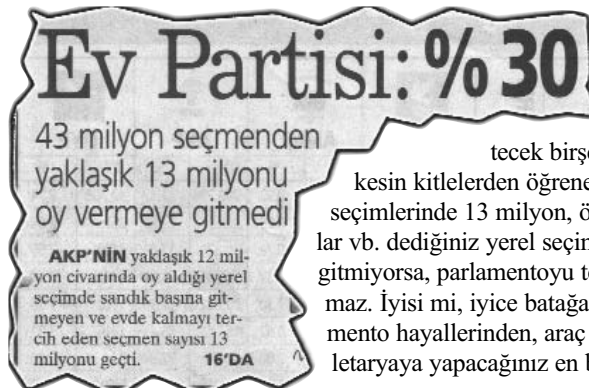 Ev Partisi: %30
43 milyon seçmenden
yaklaşık 13 milyonu
oy vermeye gitmedi
AKP'NİN yaklaşık 12 mil-
yon civarında oy aldığı yerel
seçimde sandık başına git-
meyen ve evde kalmayı ter-
cih eden seçmen sayısı 13
milyonu geçti. 16'DA
tecek birşe
kesin kitlelerden öğrene
seçimlerinde 13 milyon, ö
lar vb. dediğiniz yerel seçin
gitmiyorsa, parlamentoyu te
maz. İyisi mi, iyice batağa
mento hayallerinden, araç
letaryaya yapacağınız en b